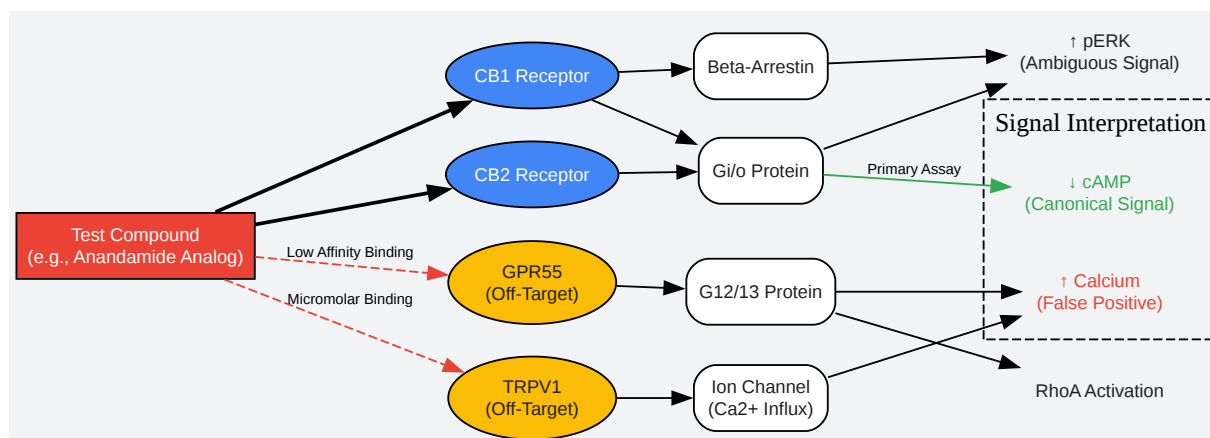 Test Compound
(e.g., Anandamide Analog)
Low Affinity Binding
Micromolar Binding
CB1 Receptor
CB2 Receptor
GPR55
(Off-Target)
TRPV1
(Off-Target)
Beta-Arrestin
Gi/o Protein
G12/13 Protein
Ion Channel
(Ca2+ Influx)
Primary Assay
↑ pERK
(Ambiguous Signal)
Signal Interpretation
↓ cAMP
(Canonical Signal)
↑ Calcium
(False Positive)
RhoA Activation